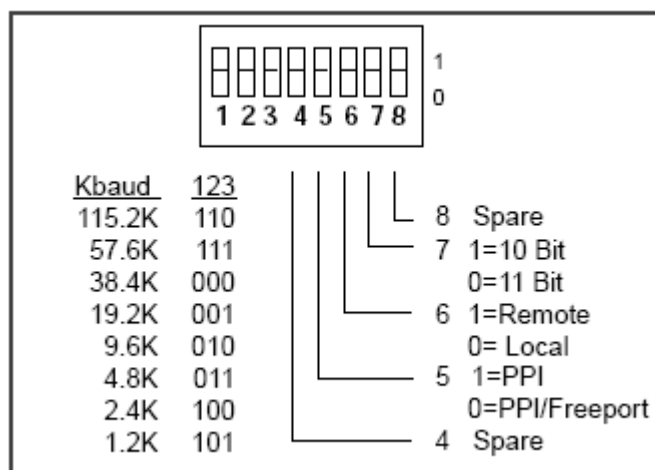 1
0
1 2 3 4 5 6 7 8
Kbaud 123
115.2K 110
57.6K 111
38.4K 000
19.2K 001
9.6K 010
4.8K 011
2.4K 100
1.2K 101
8 Spare
7 1=10 Bit
0=11 Bit
6 1=Remote
0= Local
5 1=PPI
0=PPI/Freeport
4 Spare